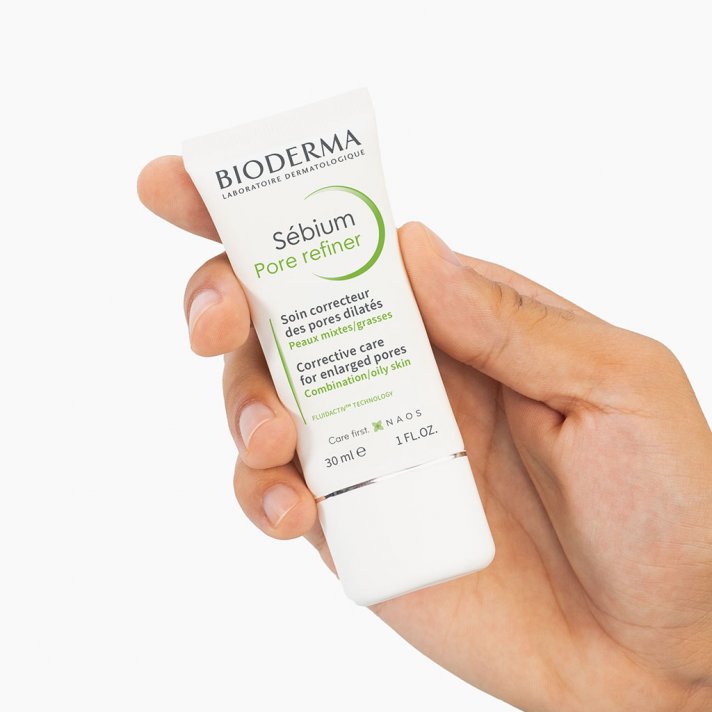 BIODERMA
LABORATOIRE DERMATOLOGIQUE
Sébium
Pore refiner
Soin correcteur
des pores dilatés
Peaux mixtes/grasses
Corrective care
for enlarged pores
Combination/oily skin
FLUIDACTIV™ TECHNOLOGY
Care first. NAOS
30 ml ℮ 1 FL.OZ.